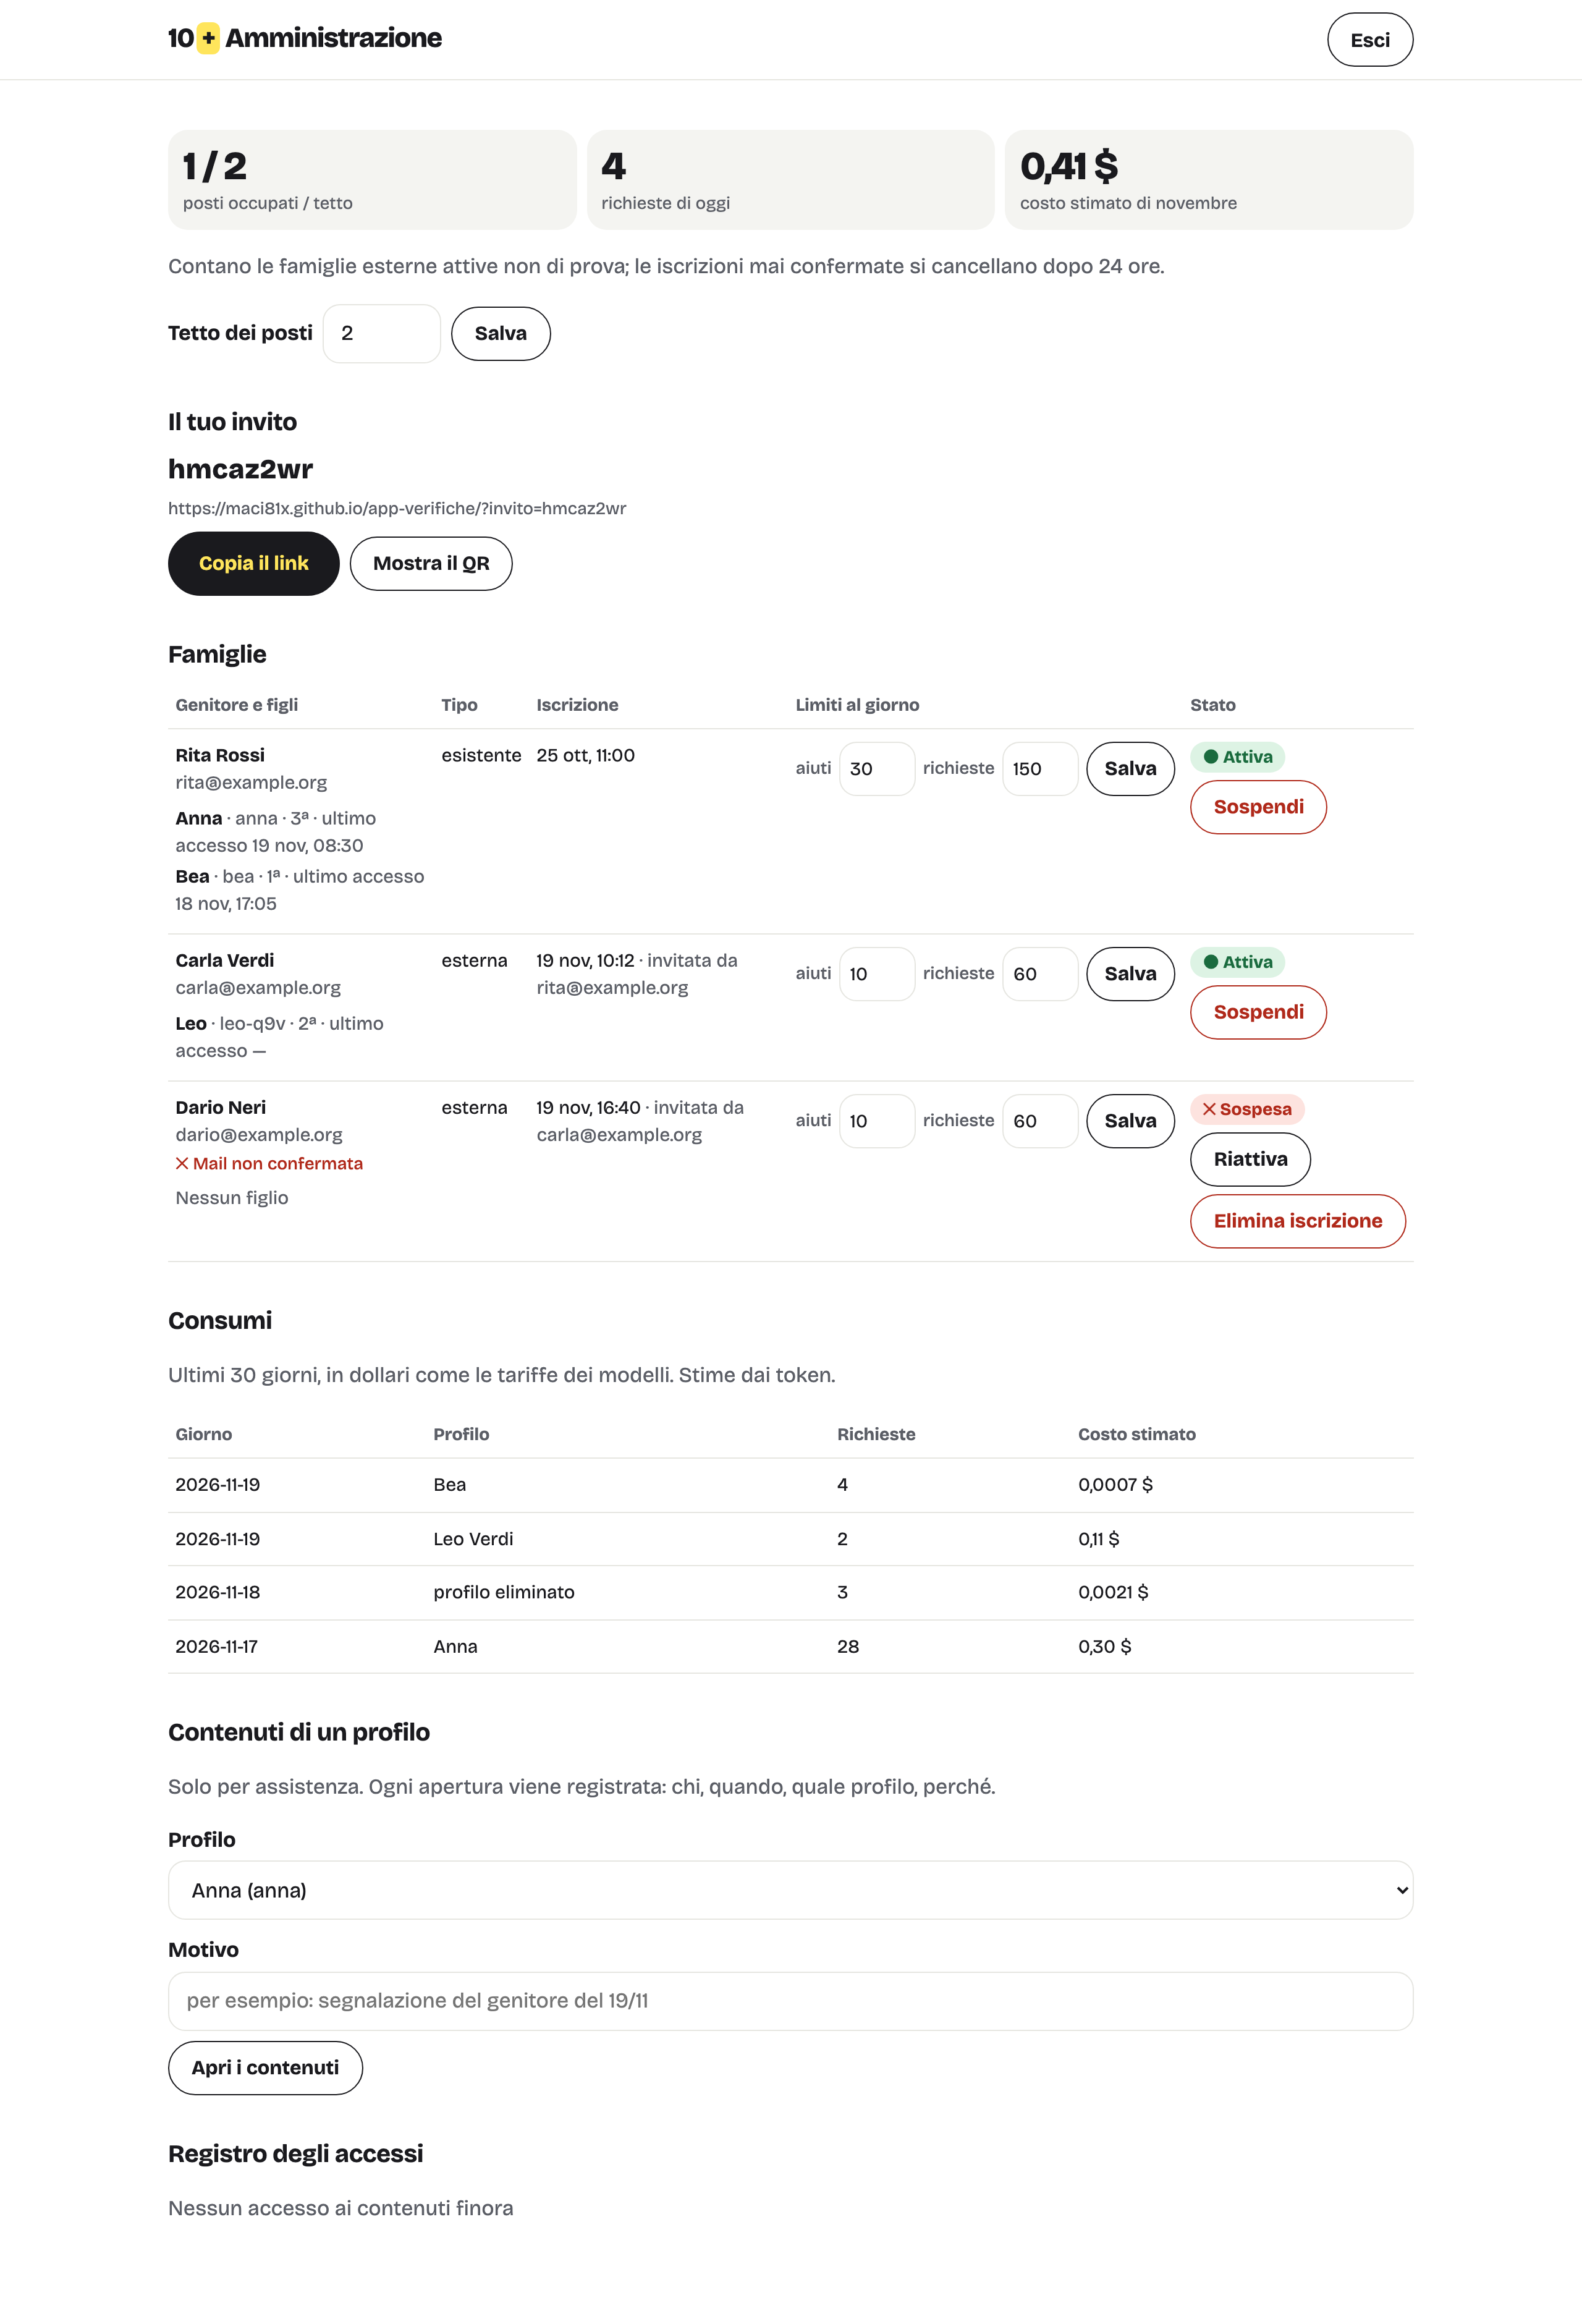 10 + Amministrazione
Esci
1 / 2
posti occupati / tetto
4
richieste di oggi
0,41 $
costo stimato di novembre
Contano le famiglie esterne attive non di prova; le iscrizioni mai confermate si cancellano dopo 24 ore.
Tetto dei posti 2 Salva
Il tuo invito
hmcaz2wr
https://maci81x.github.io/app-verifiche/?invito=hmcaz2wr
Copia il link Mostra il QR
Famiglie
Genitore e figli Tipo Iscrizione Limiti al giorno Stato
Rita Rossi
rita@example.org
Anna · anna · 3ª · ultimo
accesso 19 nov, 08:30
Bea · bea · 1ª · ultimo accesso
18 nov, 17:05
esistente
25 ott, 11:00
aiuti 30 richieste 150 Salva
● Attiva
Sospendi
Carla Verdi
carla@example.org
Leo · leo-q9v · 2ª · ultimo
accesso —
esterna
19 nov, 10:12 · invitata da
rita@example.org
aiuti 10 richieste 60 Salva
● Attiva
Sospendi
Dario Neri
dario@example.org
✕ Mail non confermata
Nessun figlio
esterna
19 nov, 16:40 · invitata da
carla@example.org
aiuti 10 richieste 60 Salva
✕ Sospesa
Riattiva
Elimina iscrizione
Consumi
Ultimi 30 giorni, in dollari come le tariffe dei modelli. Stime dai token.
Giorno Profilo Richieste Costo stimato
2026-11-19 Bea 4 0,0007 $
2026-11-19 Leo Verdi 2 0,11 $
2026-11-18 profilo eliminato 3 0,0021 $
2026-11-17 Anna 28 0,30 $
Contenuti di un profilo
Solo per assistenza. Ogni apertura viene registrata: chi, quando, quale profilo, perché.
Profilo
Anna (anna)
Motivo
per esempio: segnalazione del genitore del 19/11
Apri i contenuti
Registro degli accessi
Nessun accesso ai contenuti finora